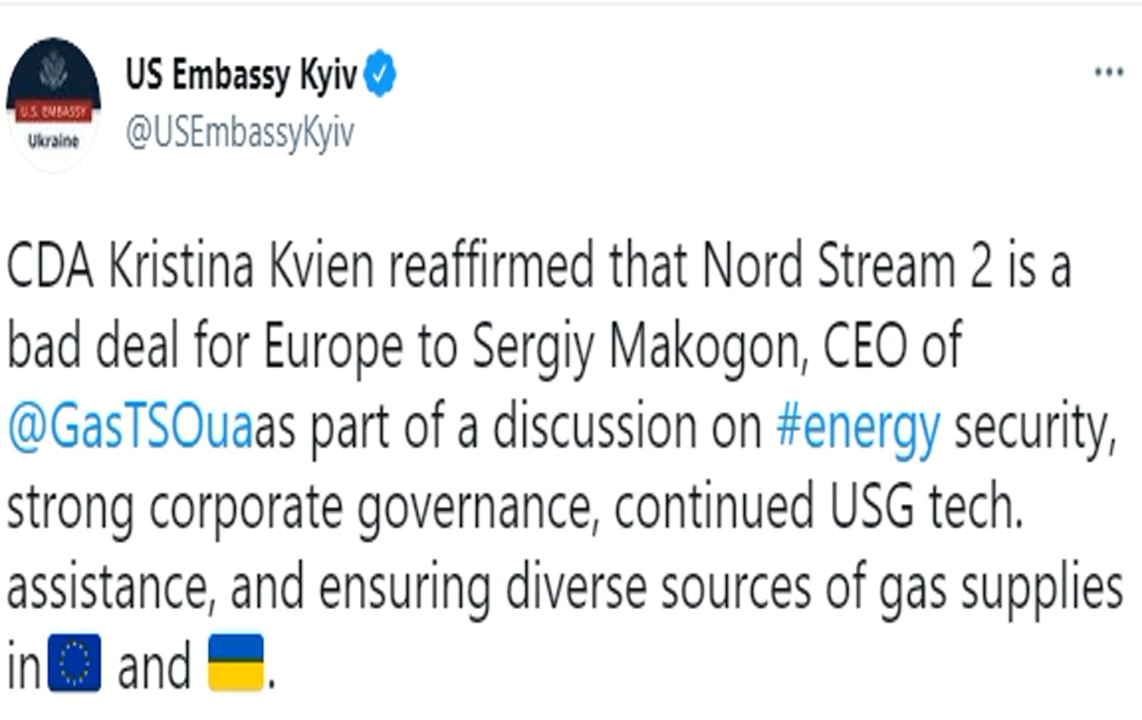 US Embassy Kyiv
@USEmbassyKyiv
U.S. EMBASSY
Ukraine
CDA Kristina Kvien reaffirmed that Nord Stream 2 is a
bad deal for Europe to Sergiy Makogon, CEO of
@GasTSOuaas part of a discussion on #energy security,
strong corporate governance, continued USG tech.
assistance, and ensuring diverse sources of gas supplies
in🇪🇺 and 🇺🇦.